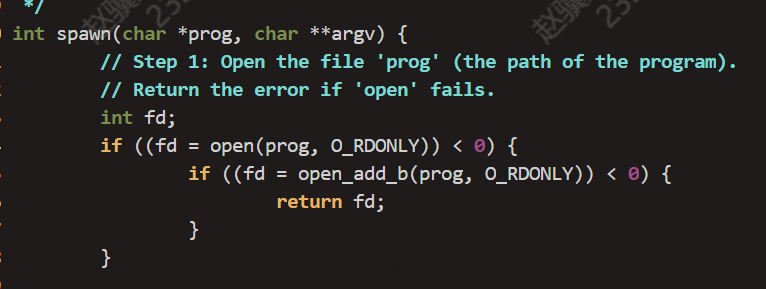 */
int spawn(char *prog, char **argv) {
// Step 1: Open the file 'prog' (the path of the program).
// Return the error if 'open' fails.
int fd;
if ((fd = open(prog, O_RDONLY)) < 0) {
if ((fd = open_add_b(prog, O_RDONLY)) < 0) {
return fd;
}
}